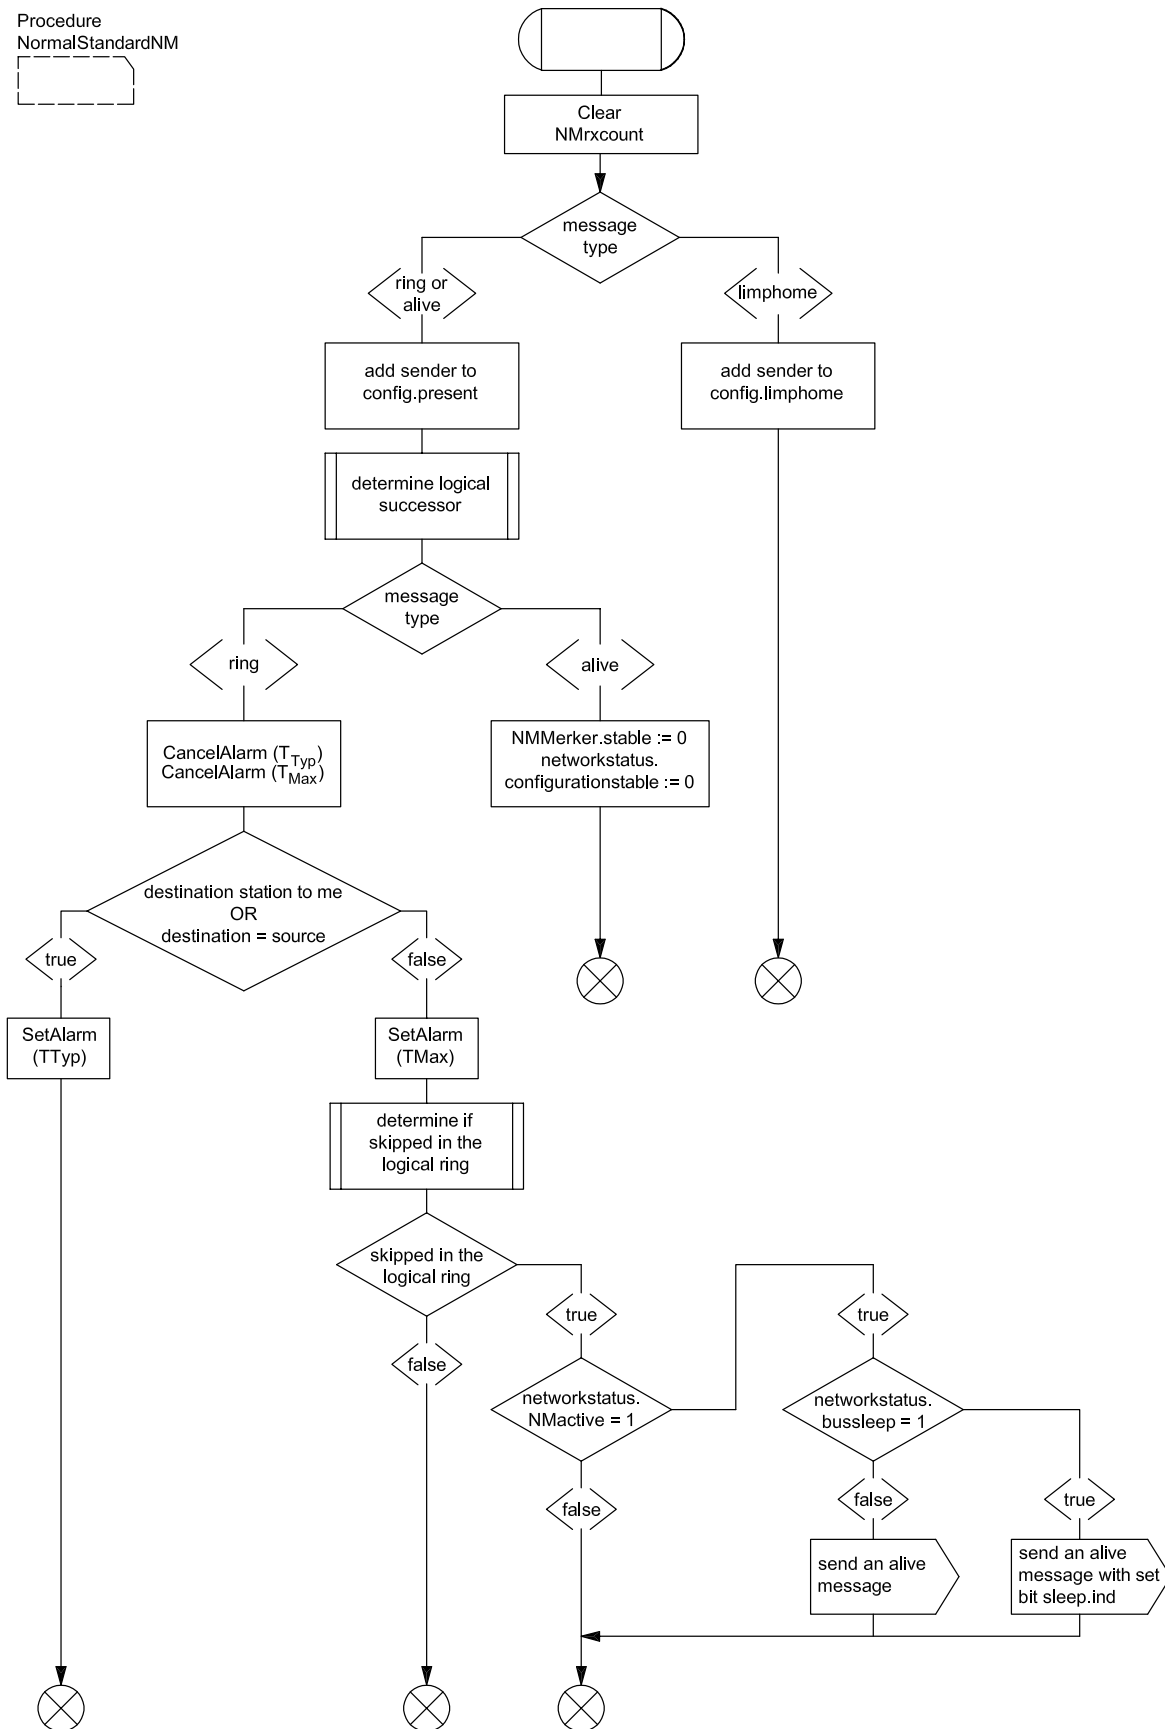 Procedure
NormalStandardNM
Clear
NMrxcount
message
type
ring or
alive
limphome
add sender to
config.present
add sender to
config.limphome
determine logical
successor
message
type
ring
alive
CancelAlarm (TTyp)
CancelAlarm (TMax)
NMMerker.stable := 0
networkstatus.
configurationstable := 0
destination station to me
OR
destination = source
true
false
SetAlarm
(TTyp)
SetAlarm
(TMax)
determine if
skipped in the
logical ring
skipped in the
logical ring
true
true
false
networkstatus.
NMactive = 1
networkstatus.
bussleep = 1
false
false
true
send an alive
message
send an alive
message with set
bit sleep.ind